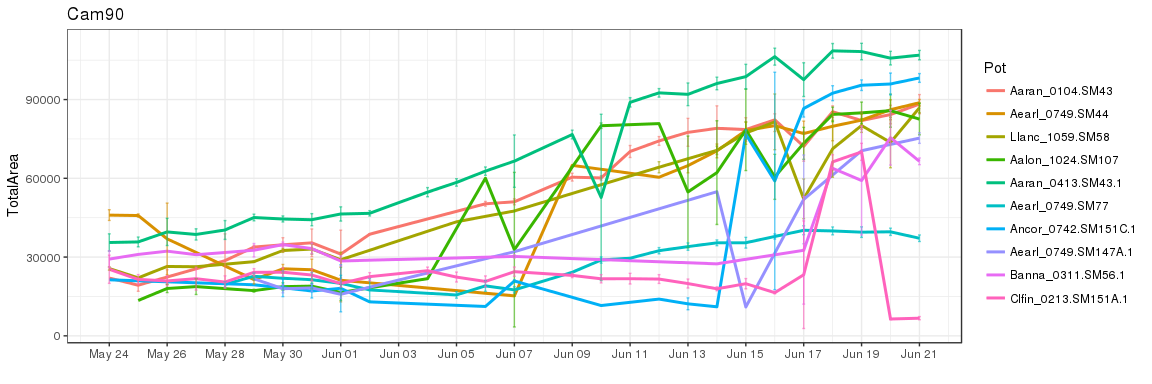 Cam90
TotalArea
90000
60000
30000
0
May 24 May 26 May 28 May 30 Jun 01 Jun 03 Jun 05 Jun 07 Jun 09 Jun 11 Jun 13 Jun 15 Jun 17 Jun 19 Jun 21
Pot
Aaran_0104.SM43
Aearl_0749.SM44
Llanc_1059.SM58
Aalon_1024.SM107
Aaran_0413.SM43.1
Aearl_0749.SM77
Ancor_0742.SM151C.1
Aearl_0749.SM147A.1
Banna_0311.SM56.1
Clfin_0213.SM151A.1